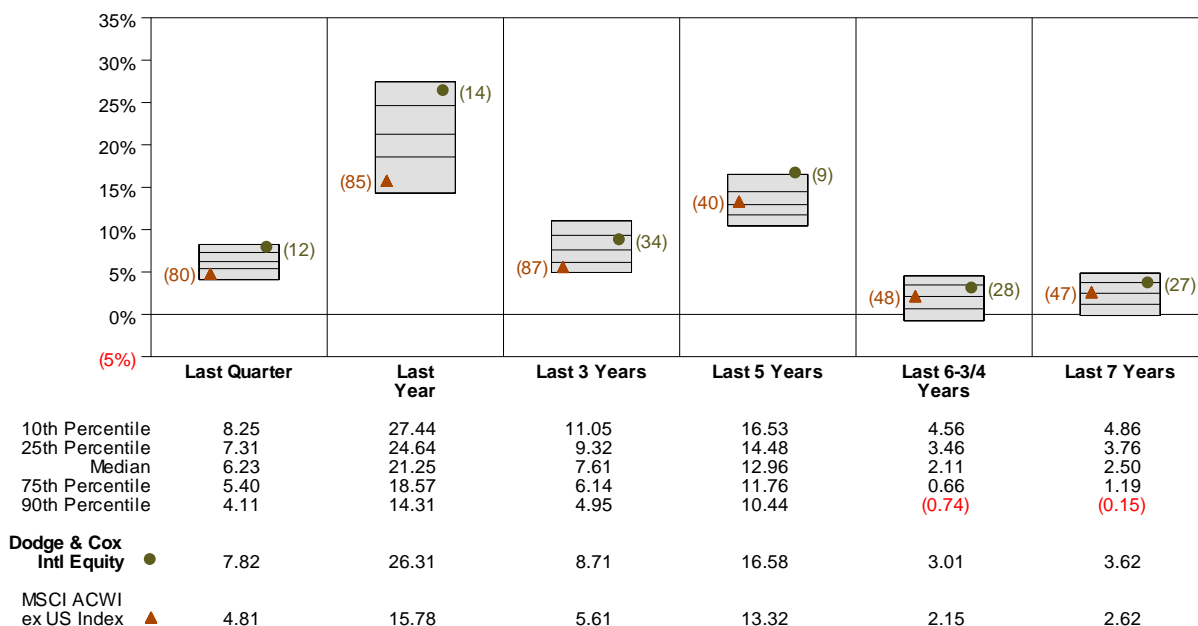 35%
30%
25%
20%
15%
10%
5%
0%
(5%)
(12)
(80)
(14)
(85)
(34)
(87)
(9)
(40)
(28)
(48)
(27)
(47)
Last Quarter
Last
Year
Last 3 Years
Last 5 Years
Last 6-3/4
Years
Last 7 Years
10th Percentile 8.25 27.44 11.05 16.53 4.56 4.86
25th Percentile 7.31 24.64 9.32 14.48 3.46 3.76
Median 6.23 21.25 7.61 12.96 2.11 2.50
75th Percentile 5.40 18.57 6.14 11.76 0.66 1.19
90th Percentile 4.11 14.31 4.95 10.44 (0.74) (0.15)
Dodge & Cox
Intl Equity 7.82 26.31 8.71 16.58 3.01 3.62
MSCI ACWI
ex US Index 4.81 15.78 5.61 13.32 2.15 2.62